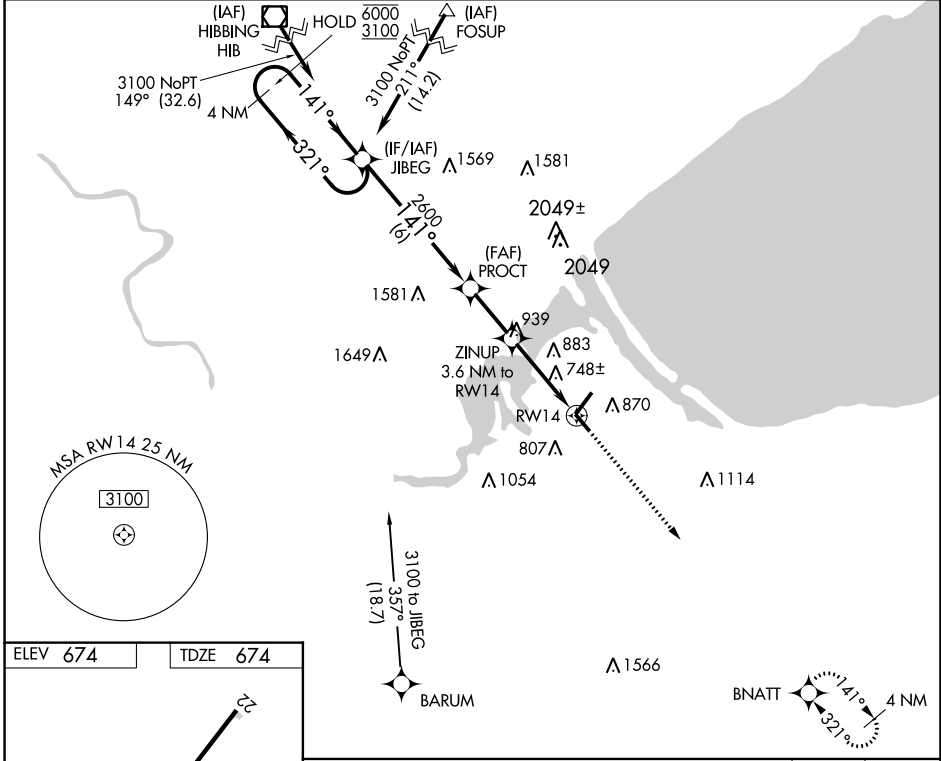 (IAF)
HIBBING
HIB
HOLD
6000
3100
(IAF)
FOSUP
3100 NoPT
149° (32.6)
4 NM
141°
321°
3100 NoPT
211°
(14.2)
(IF/IAF)
JIBEG
1569
1581
2600
141°
(6)
2049±
2049
(FAF)
PROCT
1581
939
1649
ZINUP
3.6 NM to
RW14
883
748±
RW14
870
807
1054
1114
MSA RW14 25 NM
3100
3100 to JIBEG
357°
(18.7)
BARUM
1566
BNATT
141°
321°
4 NM
ELEV 674
TDZE 674
22